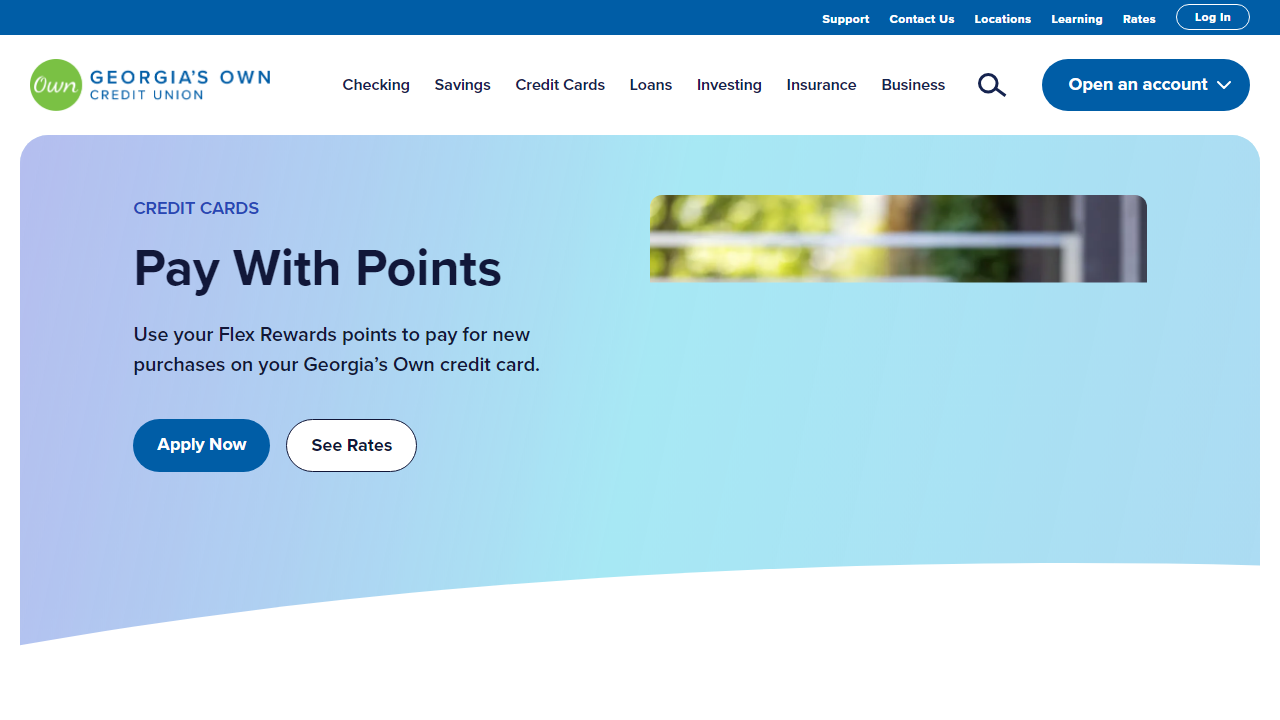 Support Contact Us Locations Learning Rates Log In
Own GEORGIA'S OWN
CREDIT UNION
Checking Savings Credit Cards Loans Investing Insurance Business Open an account
CREDIT CARDS
Pay With Points
Use your Flex Rewards points to pay for new
purchases on your Georgia’s Own credit card.
Apply Now See Rates